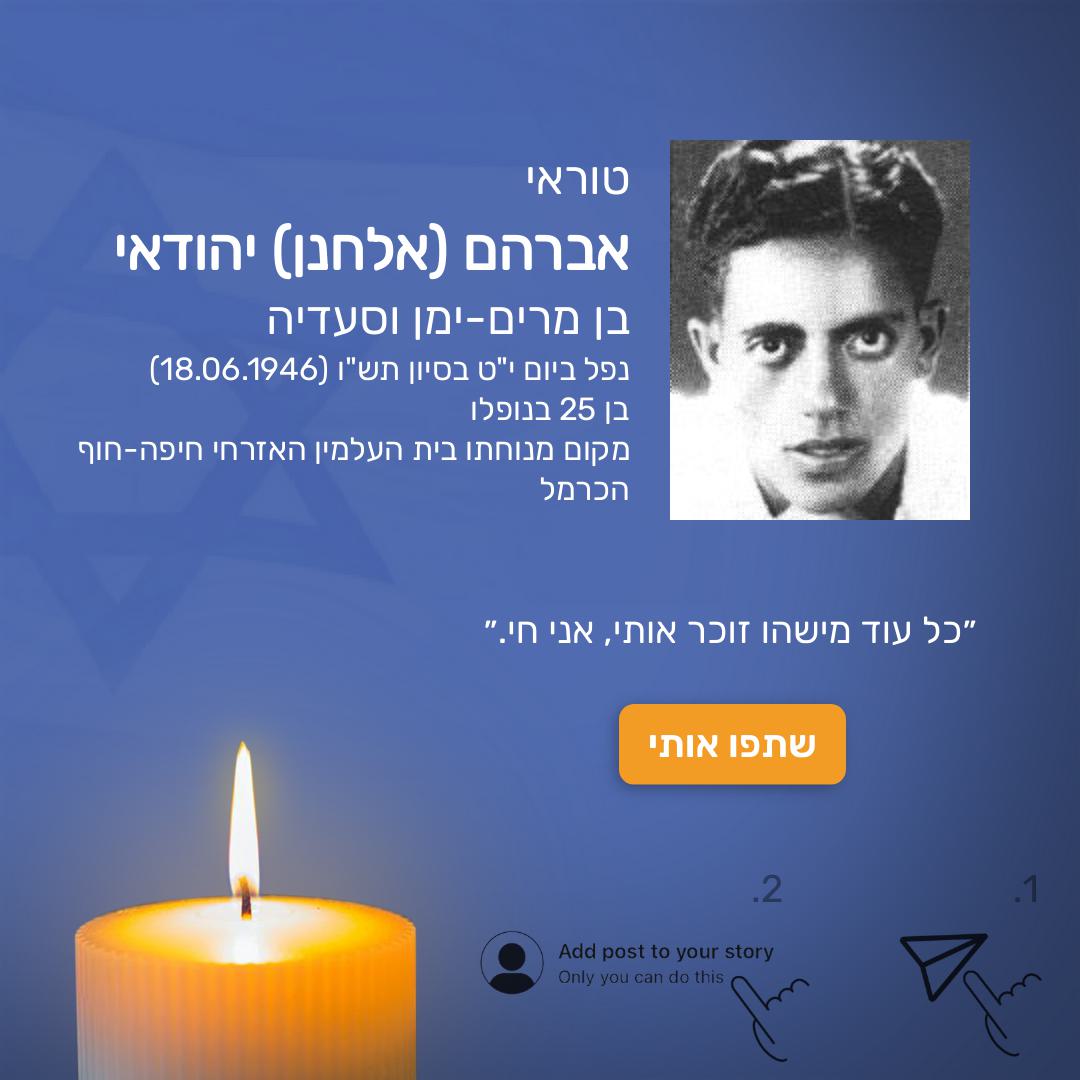 טוראי
אברהם (אלחנן) יהודאי
בן מרים-ימן וסעדיה
נפל ביום י"ט בסיון תש"ו (18.06.1946)
בן 25 בנופלו
מקום מנוחתו בית העלמין האזרחי חיפה-חוף
הכרמל
״כל עוד מישהו זוכר אותי, אני חי.״
שתפו אותי
1.
2.
Add post to your story
Only you can do this